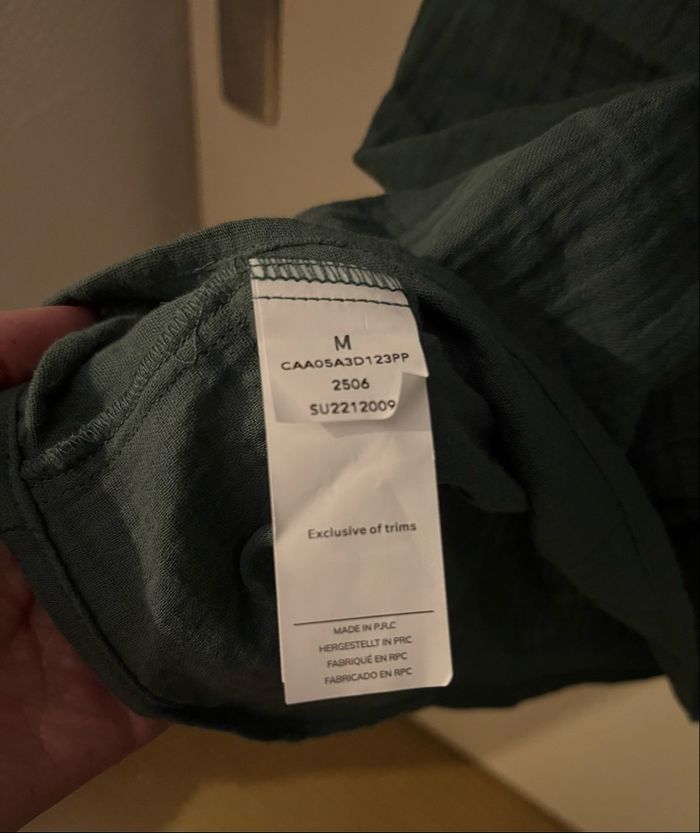 M
CAA05A3D123PP
2506
SU2212009
Exclusive of trims
MADE IN P.R.C
HERGESTELLT IN PRC
FABRIQUÉ EN RPC
FABRICADO EN RPC